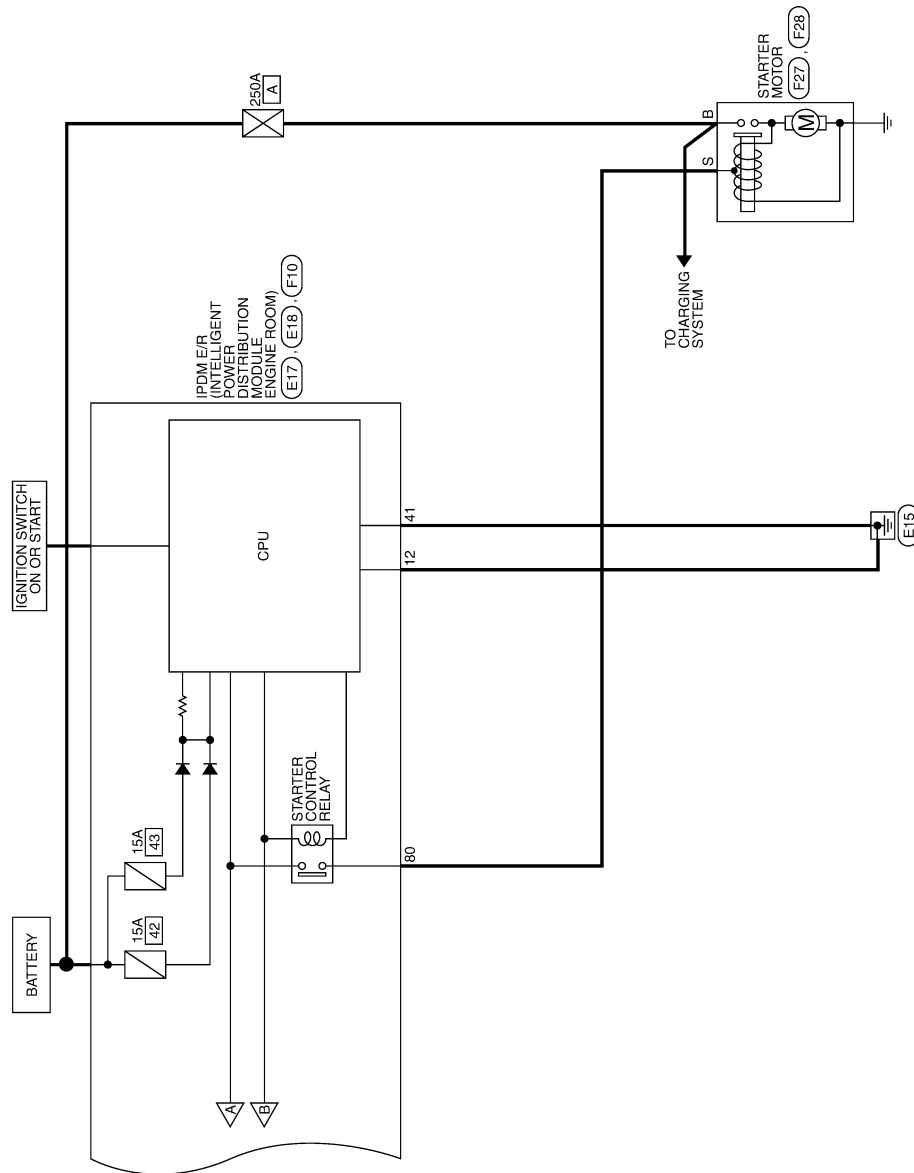 BATTERY
IGNITION SWITCH
ON OR START
250A
A
15A
42
15A
43
IPDM E/R
(INTELLIGENT
POWER
DISTRIBUTION
MODULE
ENGINE ROOM)
E17 , E18 , F10
CPU
STARTER
CONTROL
RELAY
A
B
80
12
41
E15
TO
CHARGING
SYSTEM
S
B
M
STARTER
MOTOR
F27 , F28